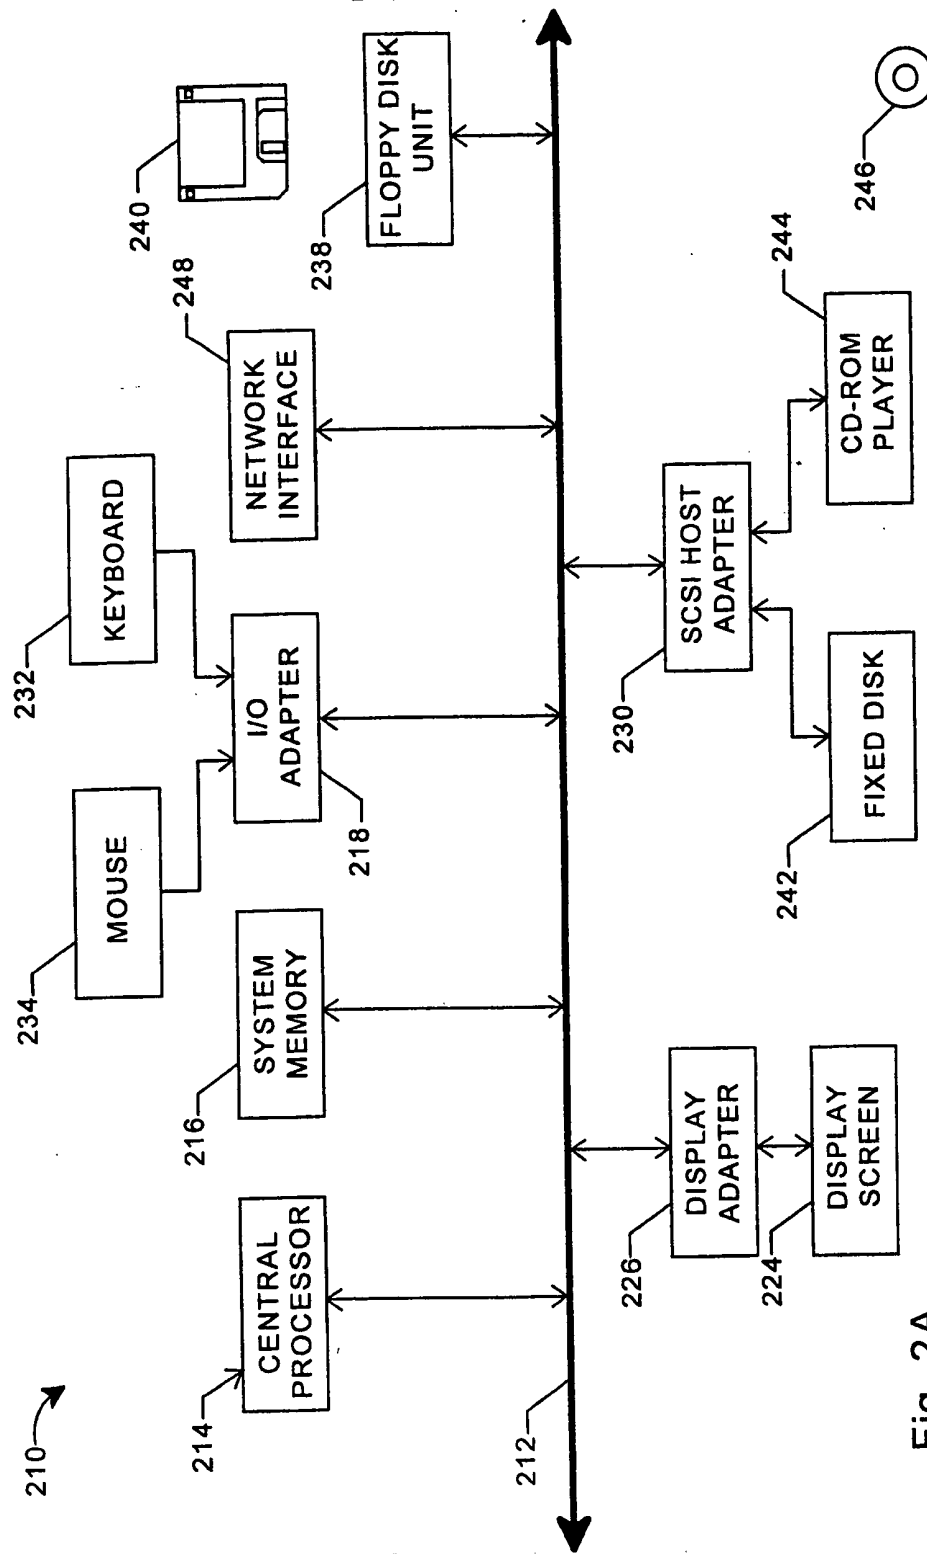 210
214
CENTRAL
PROCESSOR
216
SYSTEM
MEMORY
234
MOUSE
232
KEYBOARD
218
I/O
ADAPTER
248
NETWORK
INTERFACE
240
238
FLOPPY DISK
UNIT
212
226
DISPLAY
ADAPTER
224
DISPLAY
SCREEN
230
SCSI HOST
ADAPTER
242
FIXED DISK
244
CD-ROM
PLAYER
246
Fig. 2A